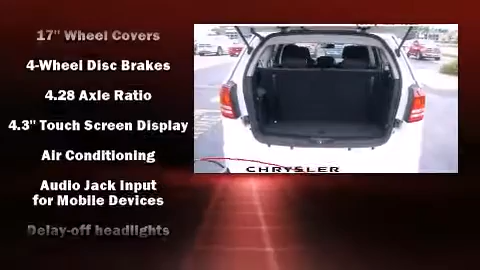 17" Wheel Covers
4-Wheel Disc Brakes
4.28 Axle Ratio
4.3" Touch Screen Display
Air Conditioning
Audio Jack Input
for Mobile Devices
Delay-off headlights
CHRYSLER